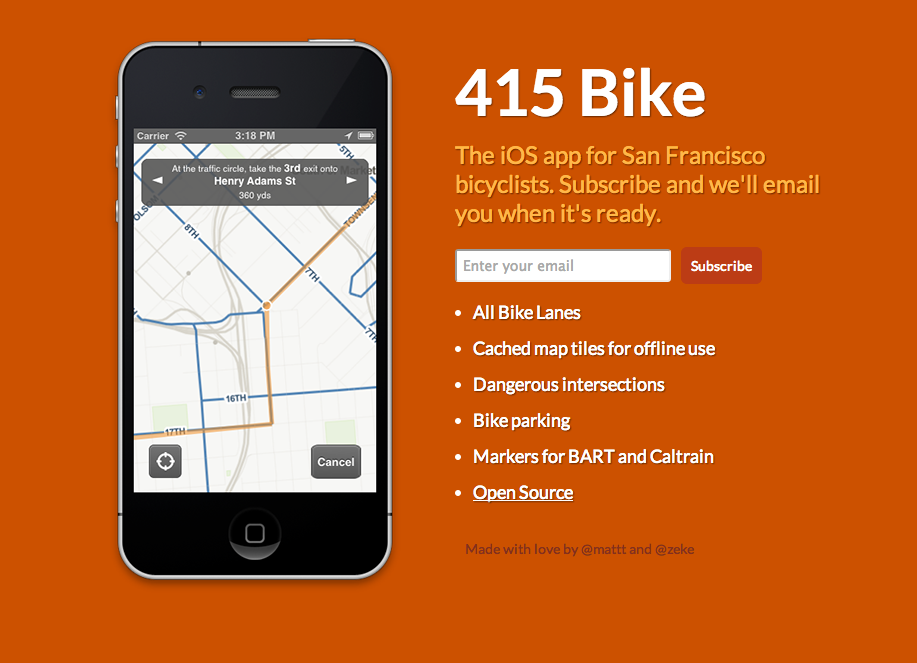 Carrier 3:18 PM
At the traffic circle, take the 3rd exit onto
Henry Adams St
360 yds
5TH
Market
8TH
7TH
7TH
16TH
17TH
Cancel
415 Bike
The iOS app for San Francisco
bicyclists. Subscribe and we'll email
you when it's ready.
Enter your email
Subscribe
• All Bike Lanes
• Cached map tiles for offline use
• Dangerous intersections
• Bike parking
• Markers for BART and Caltrain
• Open Source
Made with love by @mattt and @zeke